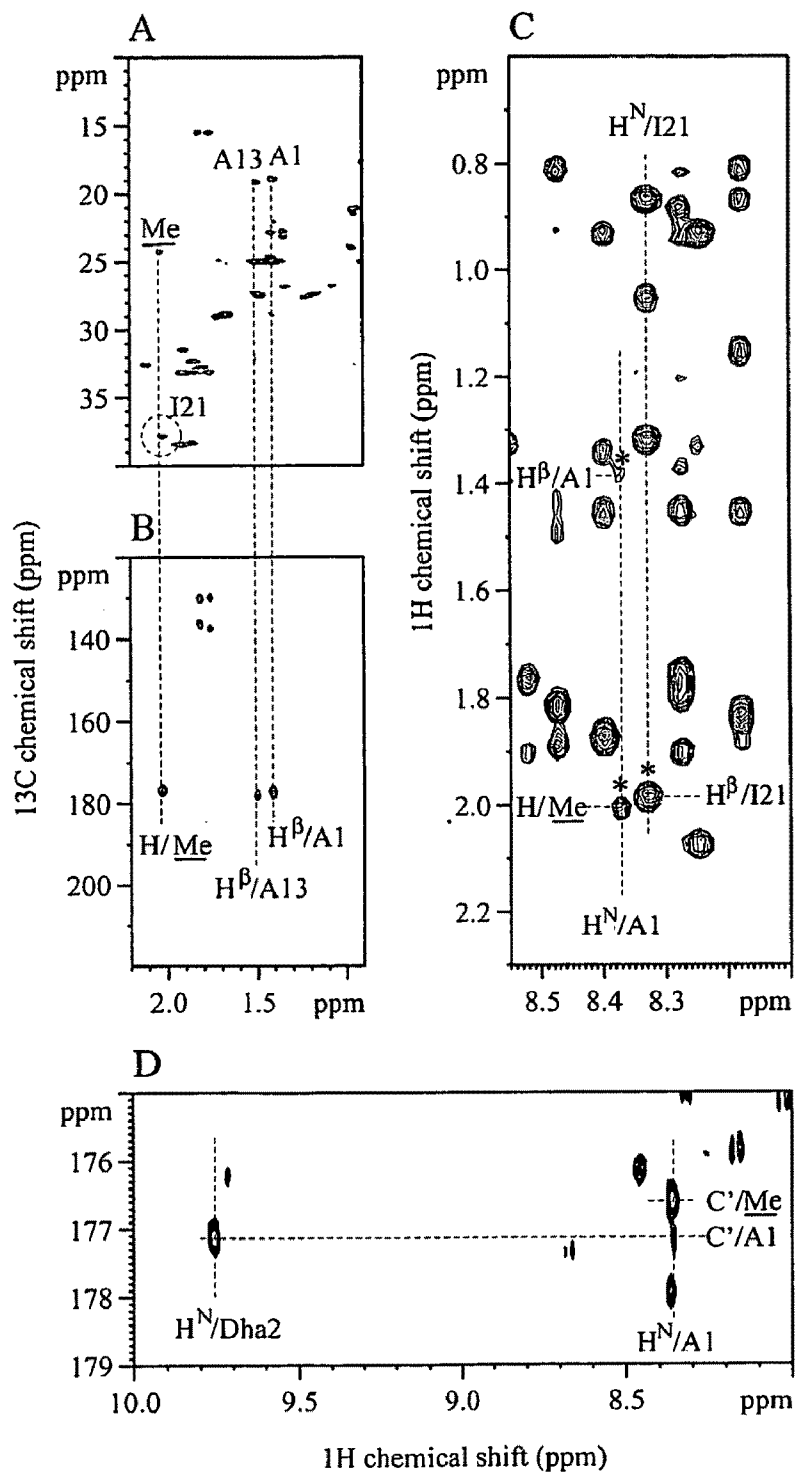 A
ppm
15
20
25
30
35
A13 A1
Me
I21
B
ppm
140
160
180
200
H/Me
Hβ/A13
Hβ/A1
2.0 1.5 ppm
13C chemical shift (ppm)
C
ppm
0.8
1.0
1.2
1.4
1.6
1.8
2.0
2.2
HN/I21
Hβ/A1
*
*
*
H/Me
Hβ/I21
HN/A1
8.5 8.4 8.3 ppm
1H chemical shift (ppm)
D
ppm
176
177
178
179
C'/Me
C'/A1
HN/Dha2
HN/A1
10.0 9.5 9.0 8.5 ppm
1H chemical shift (ppm)